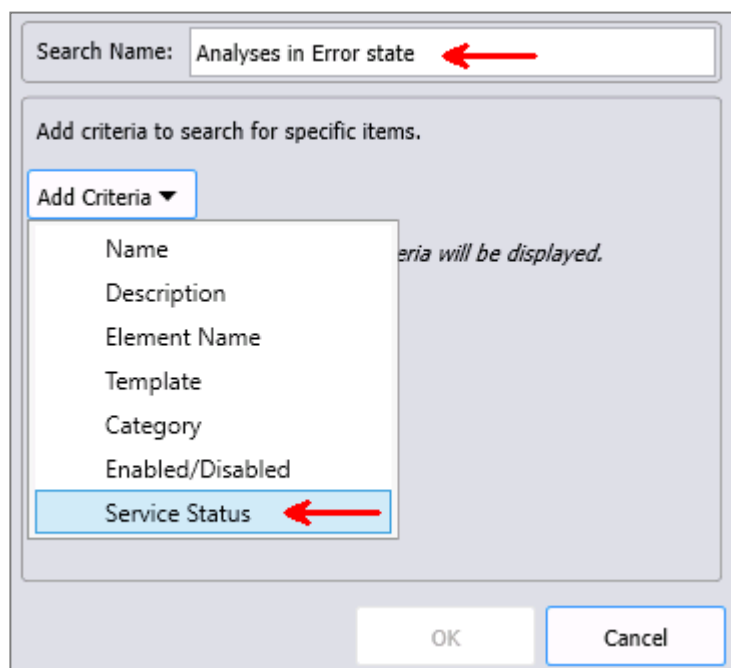 Search Name: Analyses in Error state
Add criteria to search for specific items.
Add Criteria
Name
eria will be displayed.
Description
Element Name
Template
Category
Enabled/Disabled
Service Status
OK
Cancel